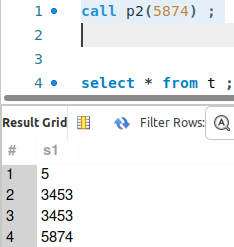 1 call p2(5874) ;
2
3
4 select * from t ;
Result Grid Filter Rows:
# s1
1 5
2 3453
3 3453
4 5874